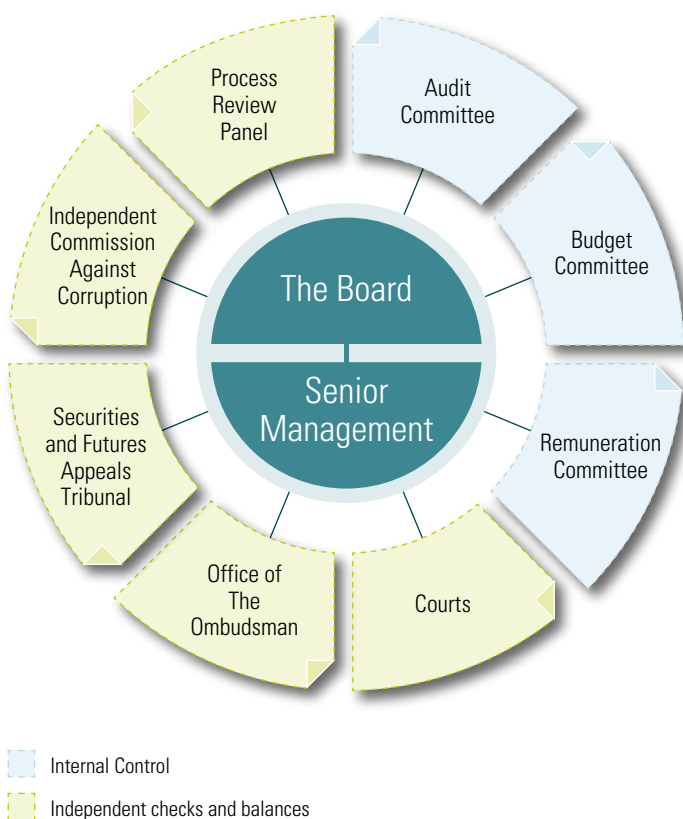 Process
Review
Panel
Audit
Committee
Independent
Commission
Against
Corruption
Budget
Committee
The Board
Senior
Management
Securities
and Futures
Appeals
Tribunal
Remuneration
Committee
Office of
The
Ombudsman
Courts
Internal Control
Independent checks and balances